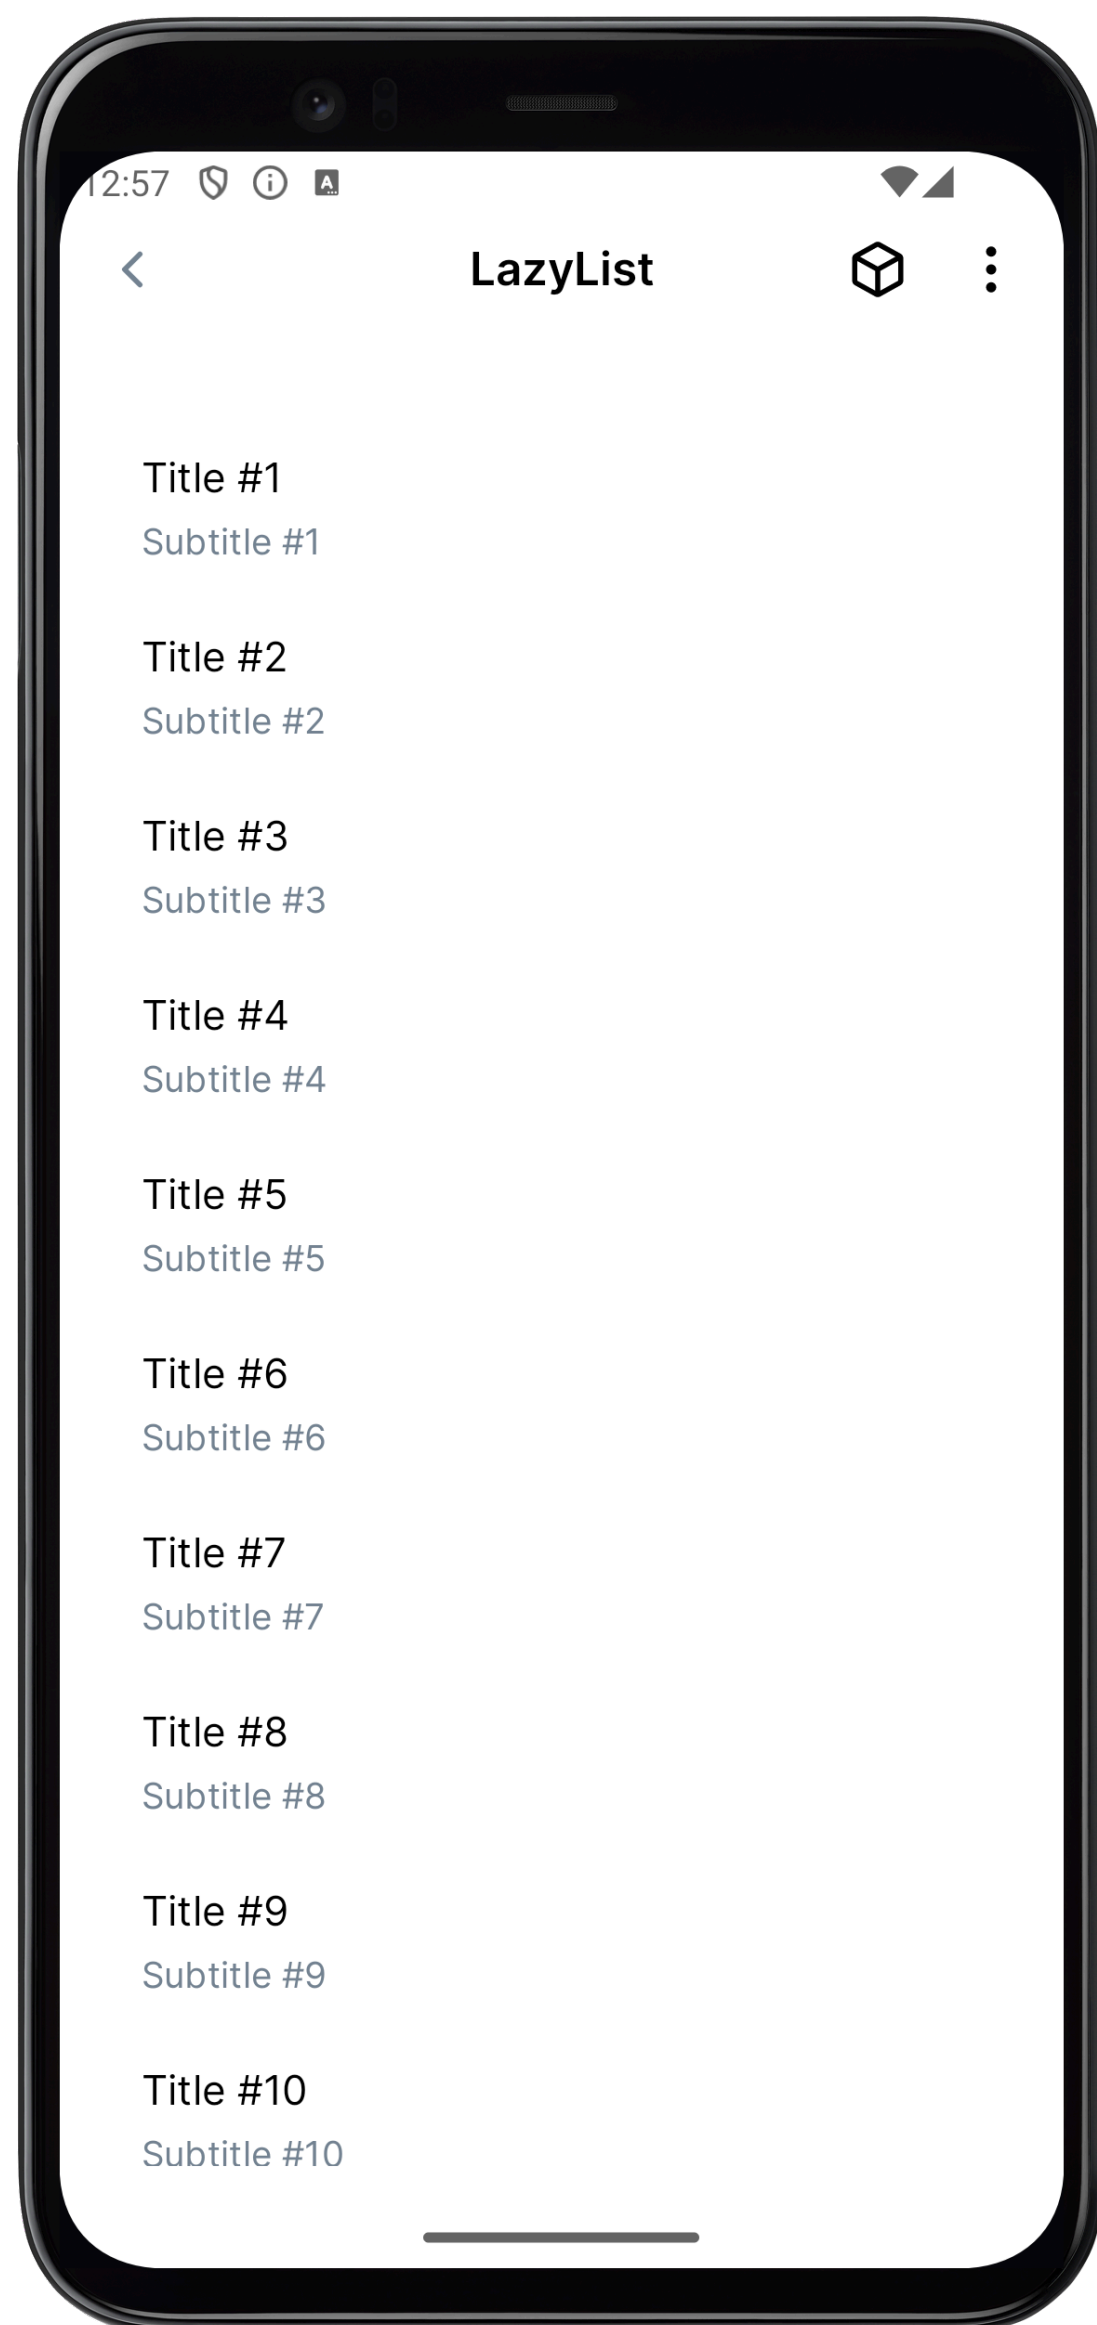 12:57
LazyList
Title #1
Subtitle #1
Title #2
Subtitle #2
Title #3
Subtitle #3
Title #4
Subtitle #4
Title #5
Subtitle #5
Title #6
Subtitle #6
Title #7
Subtitle #7
Title #8
Subtitle #8
Title #9
Subtitle #9
Title #10
Subtitle #10